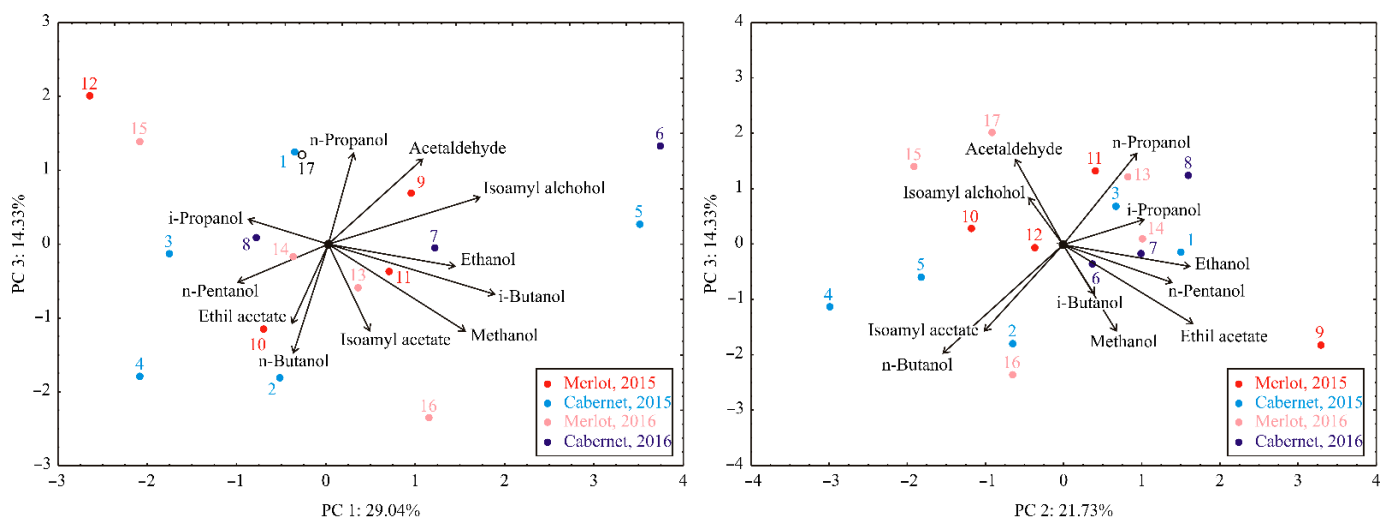 3
12
2
15
n-Propanol
Acetaldehyde
6
1
17
1
9
Isoamyl alchohol
i-Propanol
5
3
8
7
0
14
Ethanol
13
11
i-Butanol
n-Pentanol
Ethil acetate
−1
Isoamyl acetate
Methanol
10
n-Butanol
4
2
−2
16
Merlot, 2015
Cabernet, 2015
Merlot, 2016
Cabernet, 2016
−3
−3
−2
−1
0
1
2
3
4
PC 1: 29.04%
PC 3: 14.33%
4
3
2
17
n-Propanol
Acetaldehyde
15
11
13
8
1
Isoamyl alcohol
3
i-Propanol
10
14
12
7
1
0
Ethanol
5
6
n-Pentanol
i-Butanol
4
−1
Isoamyl acetate
2
Methanol
Ethil acetate
9
n-Butanol
−2
16
−3
Merlot, 2015
Cabernet, 2015
Merlot, 2016
Cabernet, 2016
−4
−4
−3
−2
−1
0
1
2
3
4
PC 2: 21.73%
PC 3: 14.33%